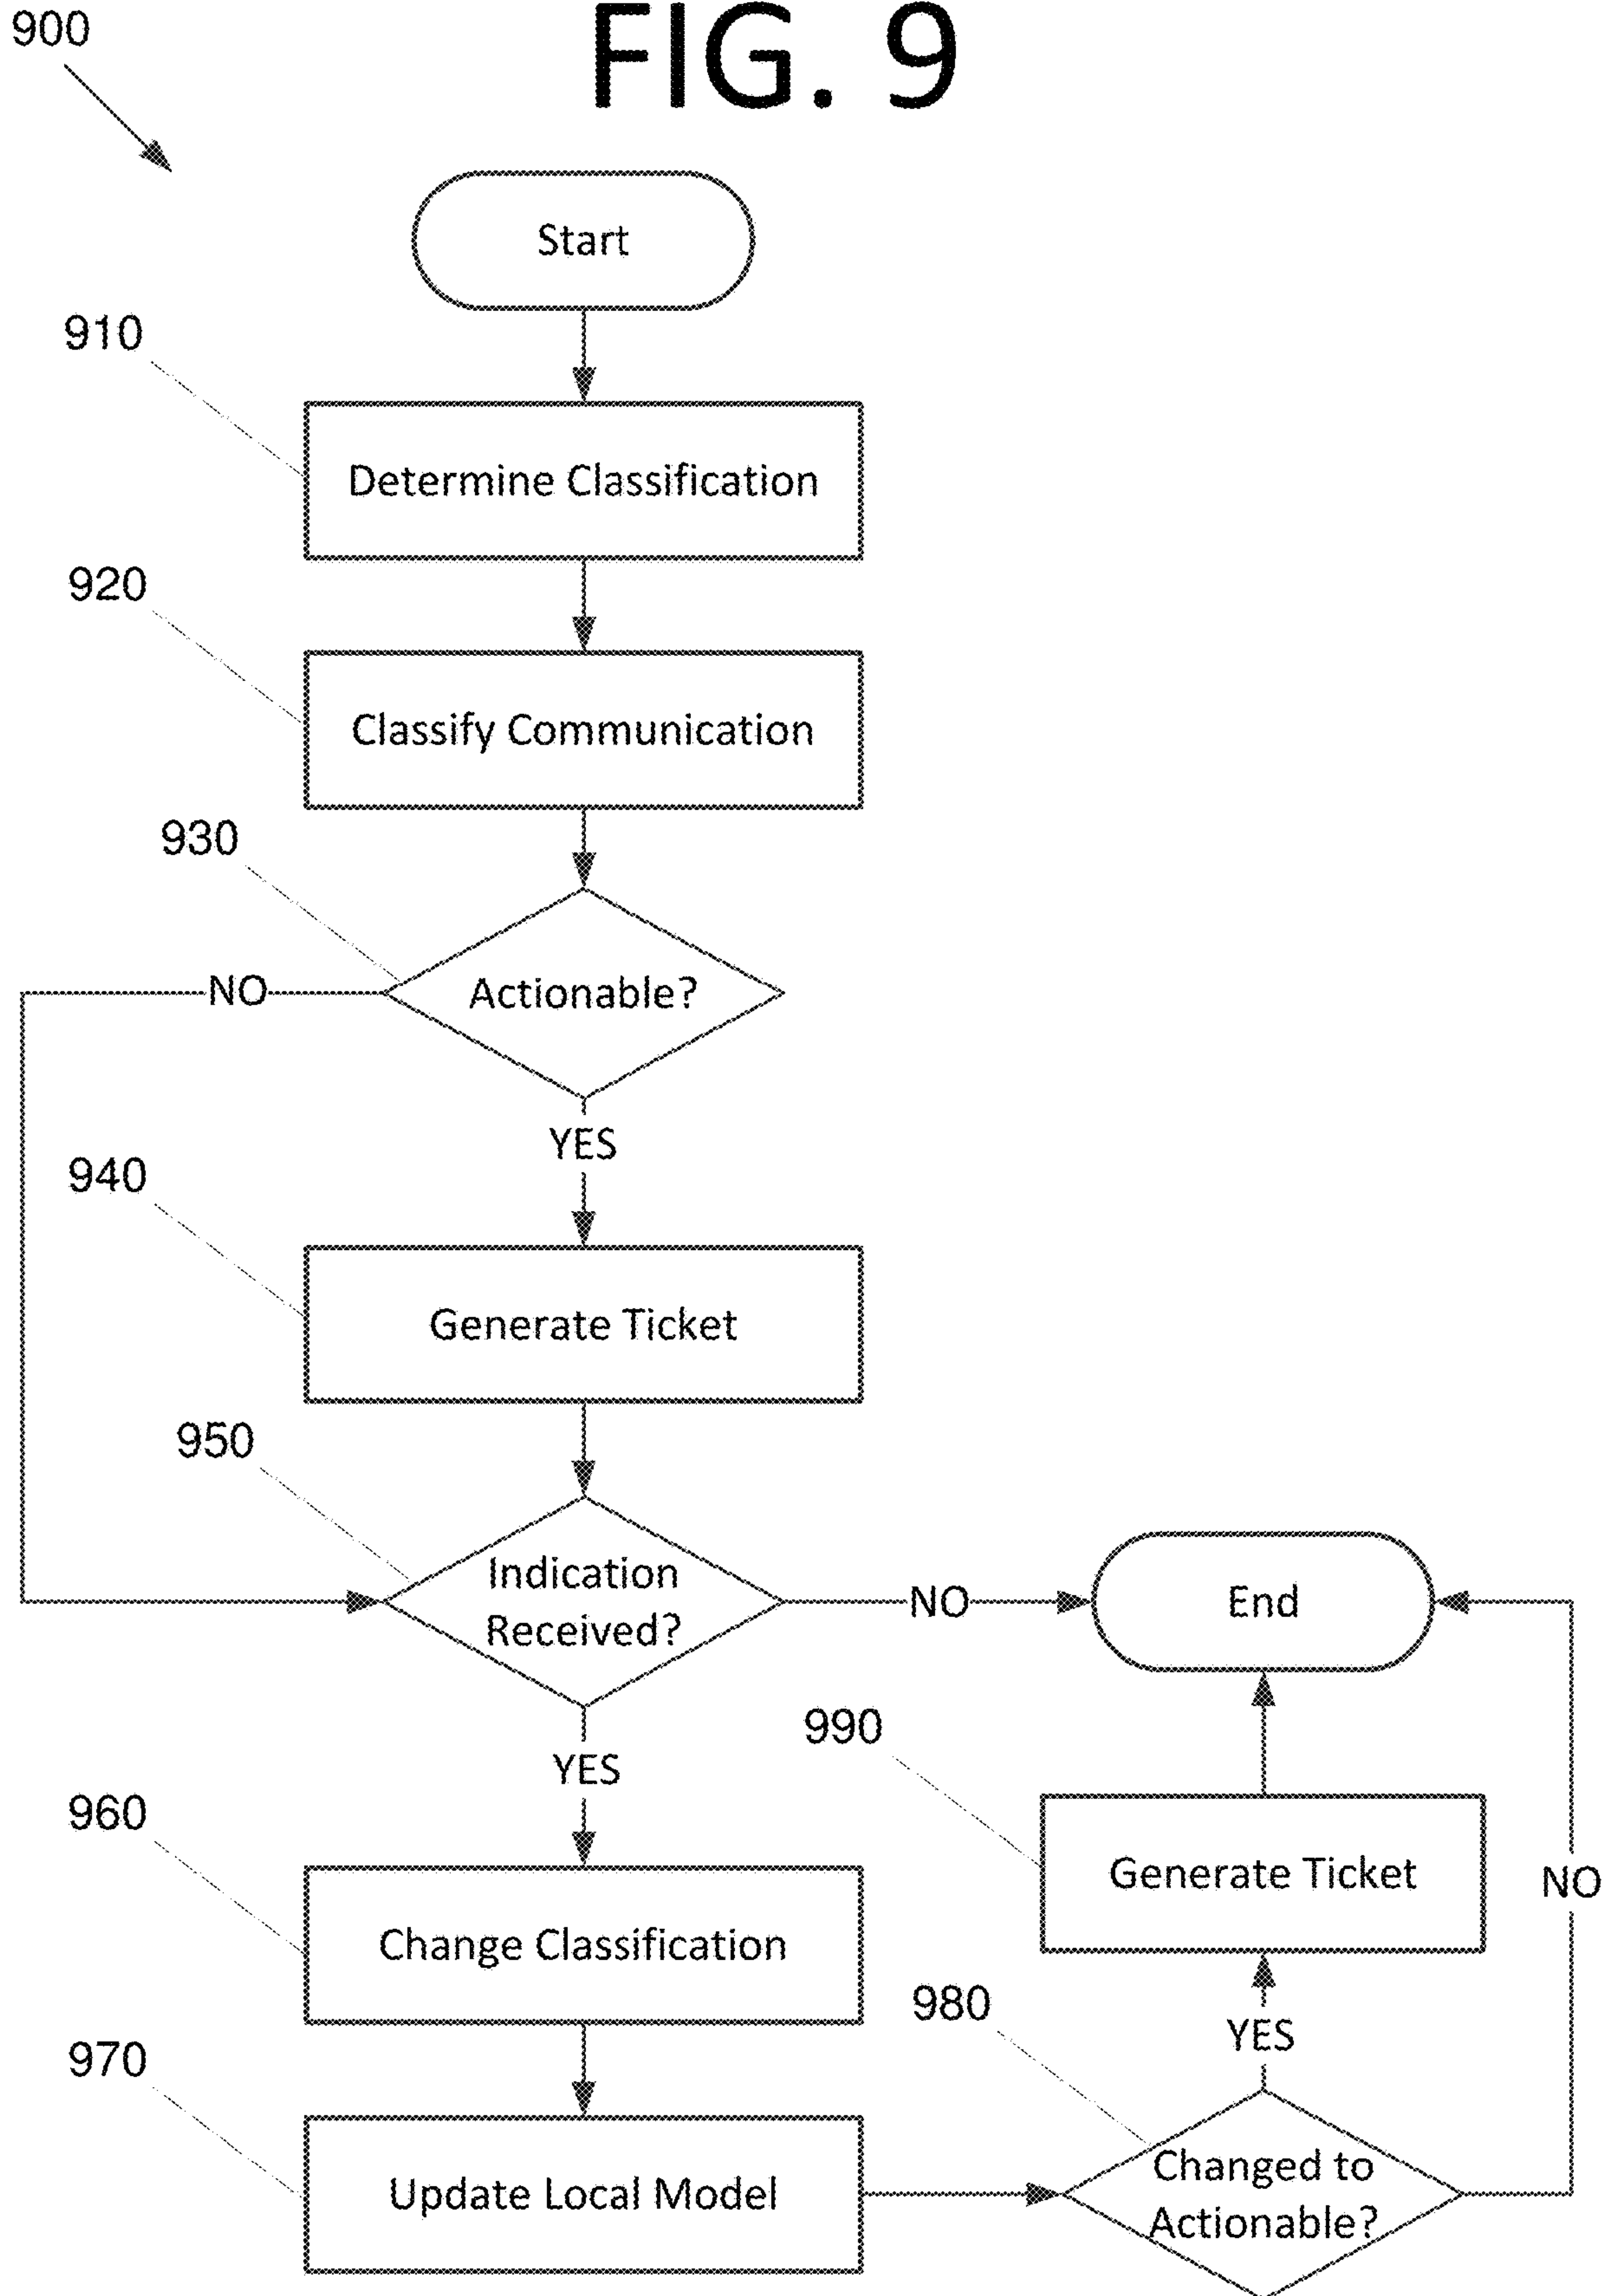 900
FIG. 9
Start
910
Determine Classification
920
Classify Communication
930
NO
Actionable?
YES
940
Generate Ticket
950
Indication
Received?
NO
End
YES
990
960
Generate Ticket
NO
Change Classification
980
YES
970
Changed to
Actionable?
Update Local Model